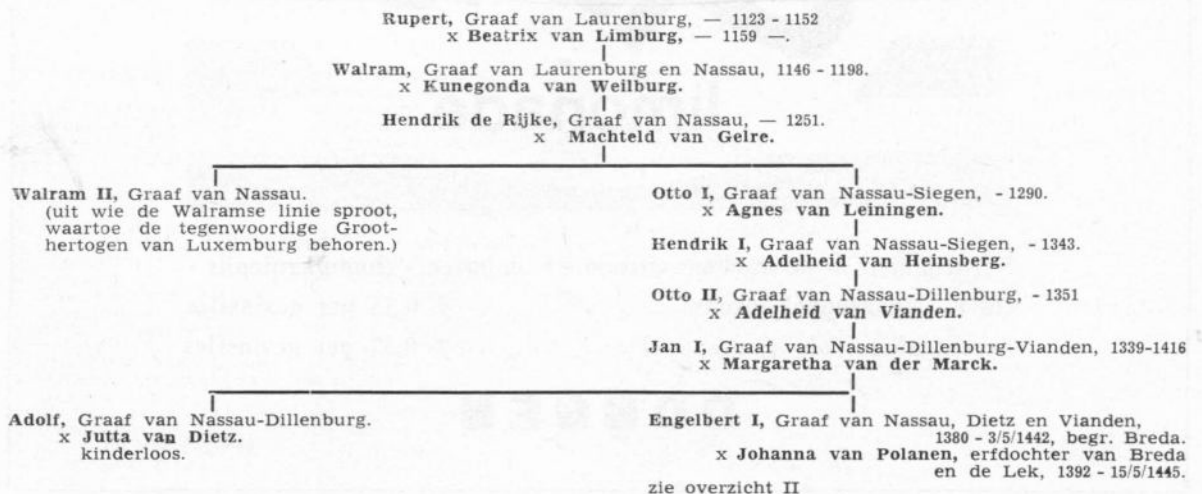 Rupert, Graaf van Laurenburg, — 1123 - 1152
x Beatrix van Limburg, — 1159 —.
Walram, Graaf van Laurenburg en Nassau, 1146 - 1198.
x Kunegonda van Weilburg.
Hendrik de Rijke, Graaf van Nassau, — 1251.
x Machteld van Gelre.
Walram II, Graaf van Nassau.
(uit wie de Walramse linie sproot,
waartoe de tegenwoordige Groot-
hertogen van Luxemburg behoren.)
Otto I, Graaf van Nassau-Siegen, - 1290.
x Agnes van Leiningen.
Hendrik I, Graaf van Nassau-Siegen, - 1343.
x Adelheid van Heinsberg.
Otto II, Graaf van Nassau-Dillenburg, - 1351
x Adelheid van Vianden.
Jan I, Graaf van Nassau-Dillenburg-Vianden, 1339-1416
x Margaretha van der Marck.
Adolf, Graaf van Nassau-Dillenburg.
x Jutta van Dietz.
kinderloos.
Engelbert I, Graaf van Nassau, Dietz en Vianden,
1380 - 3/5/1442, begr. Breda.
x Johanna van Polanen, erfdochter van Breda
en de Lek, 1392 - 15/5/1445.
zie overzicht II